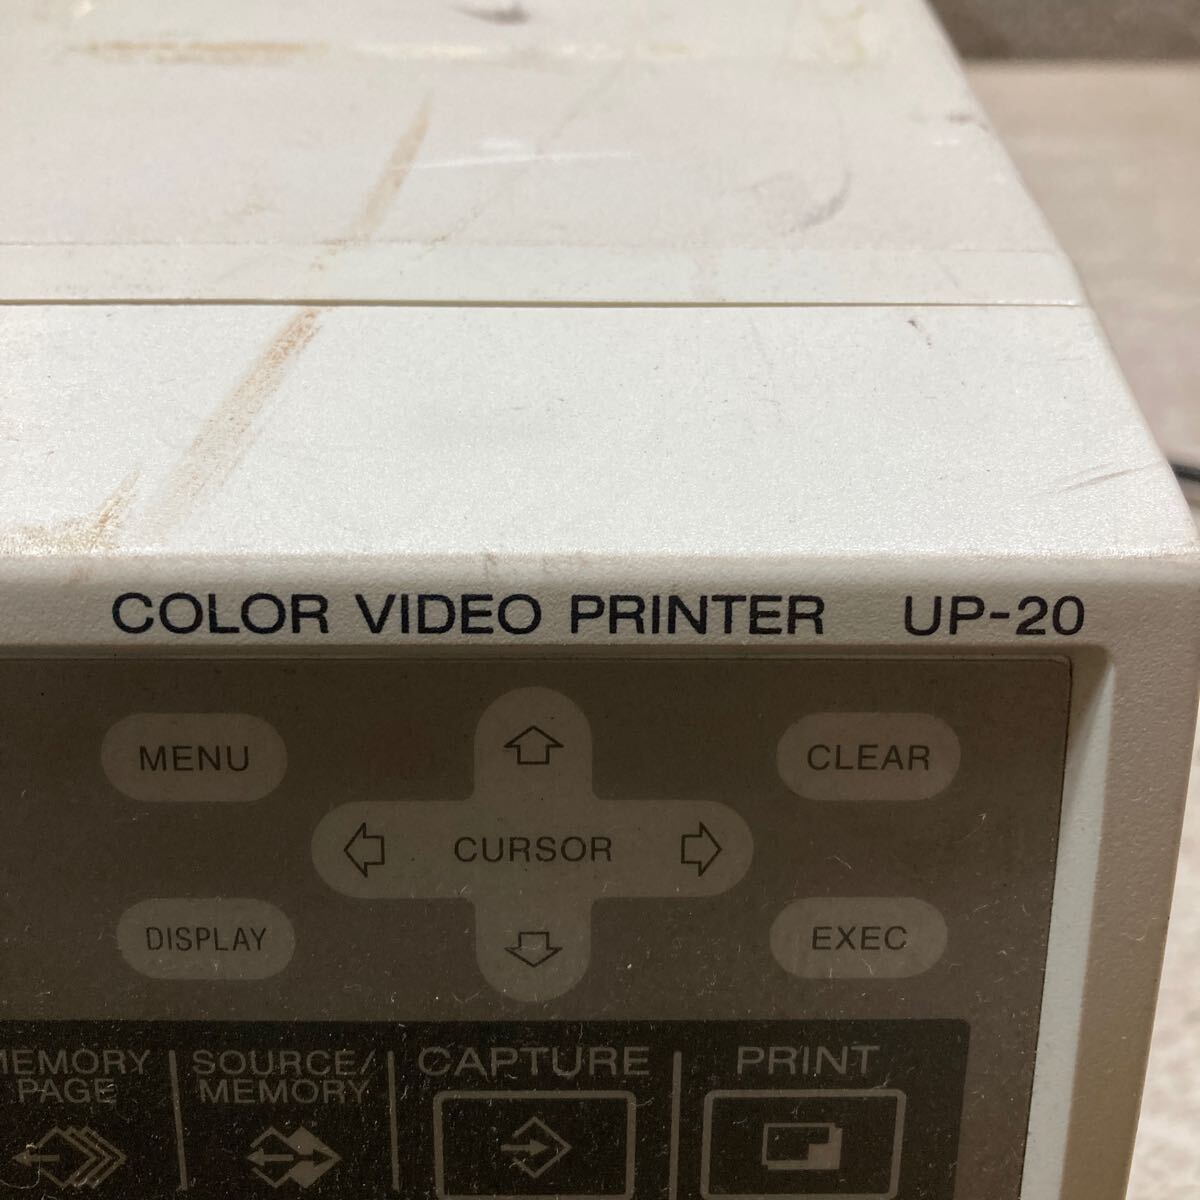 COLOR VIDEO PRINTER UP-20
MENU
CLEAR
CURSOR
DISPLAY
EXEC
MEMORY
PAGE
SOURCE/
MEMORY
CAPTURE
PRINT